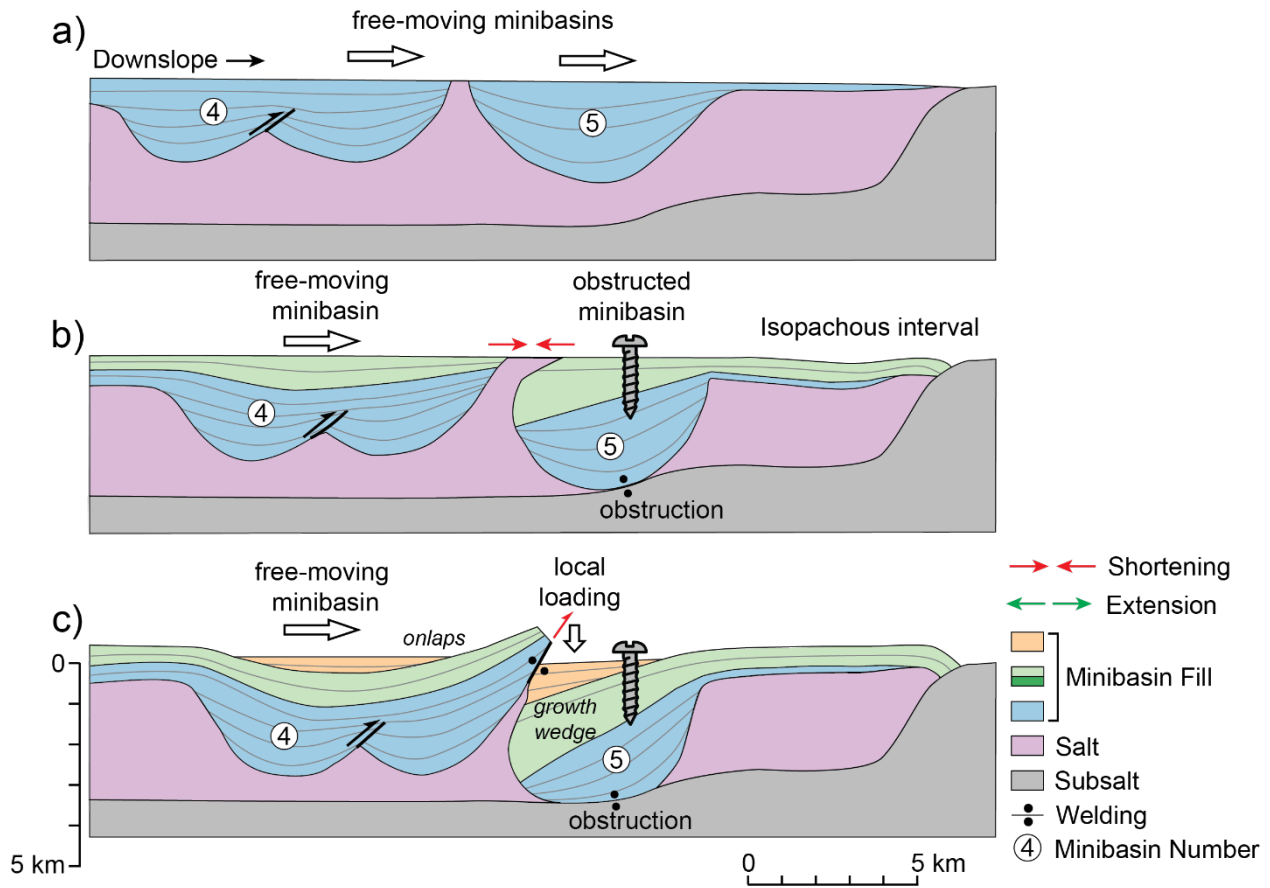 a)
free-moving minibasins
Downslope
4
5
b)
free-moving
minibasin
obstructed
minibasin
Isopachous interval
4
5
obstruction
c)
free-moving
minibasin
local
loading
onlaps
growth
wedge
4
5
obstruction
0
5 km
Shortening
Extension
Minibasin Fill
Salt
Subsalt
Welding
4 Minibasin Number
0 5 km